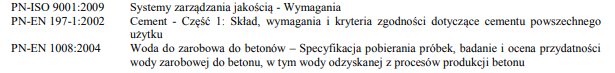 PN-ISO 9001:2009 Systemy zarządzania jakością - Wymagania
PN-EN 197-1:2002 Cement - Część 1: Skład, wymagania i kryteria zgodności dotyczące cementu powszechnego
użytku
PN-EN 1008:2004 Woda do zarobowa do betonów – Specyfikacja pobierania próbek, badanie i ocena przydatności
wody zarobowej do betonu, w tym wody odzyskanej z procesów produkcji betonu